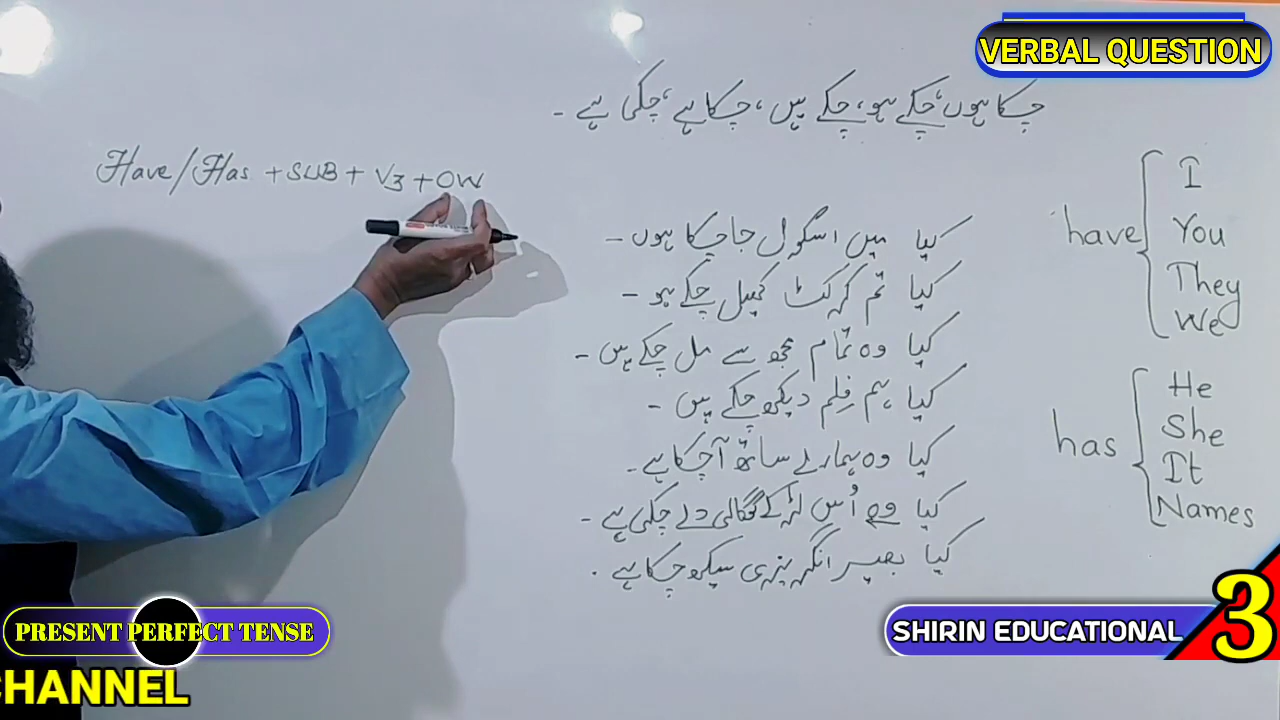 VERBAL QUESTION
چکا ہوں، چکے ہو، چکے ہیں، چکا ہے، چکی ہے ۔
Have/Has + SUB + V3 + OW
کیا میں اسکول جا چکا ہوں ۔
کیا تم کرکٹ کھیل چکے ہو ۔
کیا وہ تمام مجھ سے مل چکے ہیں ۔
کیا ہم فلم دیکھ چکے ہیں ۔
کیا وہ ہمارے ساتھ آ چکا ہے ۔
کیا وہ اُس لڑکے گالی دے چکی ہے ۔
کیا انگریزی سیکھ چکا ہے ۔
have
I
You
They
We
has
He
She
It
Names
PRESENT PERFECT TENSE
SHIRIN EDUCATIONAL
3
CHANNEL